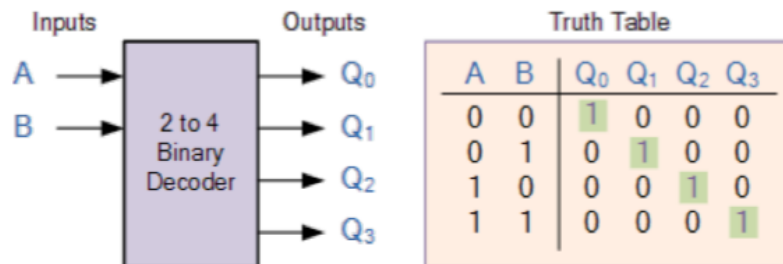 Inputs Outputs Truth Table
A Q₀ A B Q₀ Q₁ Q₂ Q₃
B 2 to 4 Binary Decoder Q₁ 0 0 1 0 0 0
0 1 0 1 0 0
Q₂ 1 0 0 0 1 0
Q₃ 1 1 0 0 0 1